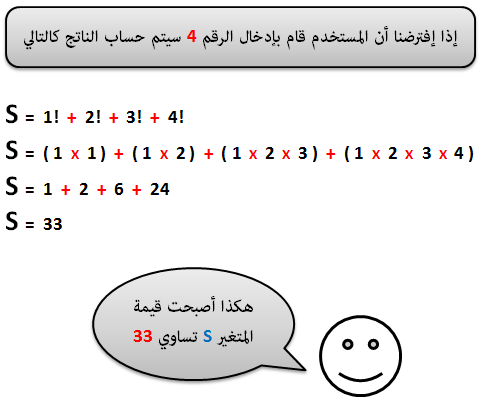 إذا إفترضنا أن المستخدم قام بإدخال الرقم 4 سيتم حساب الناتج كالتالي
S = 1! + 2! + 3! + 4!
S = ( 1 x 1 ) + ( 1 x 2 ) + ( 1 x 2 x 3 ) + ( 1 x 2 x 3 x 4 )
S = 1 + 2 + 6 + 24
S = 33
هكذا أصبحت قيمة
المتغير S تساوي 33